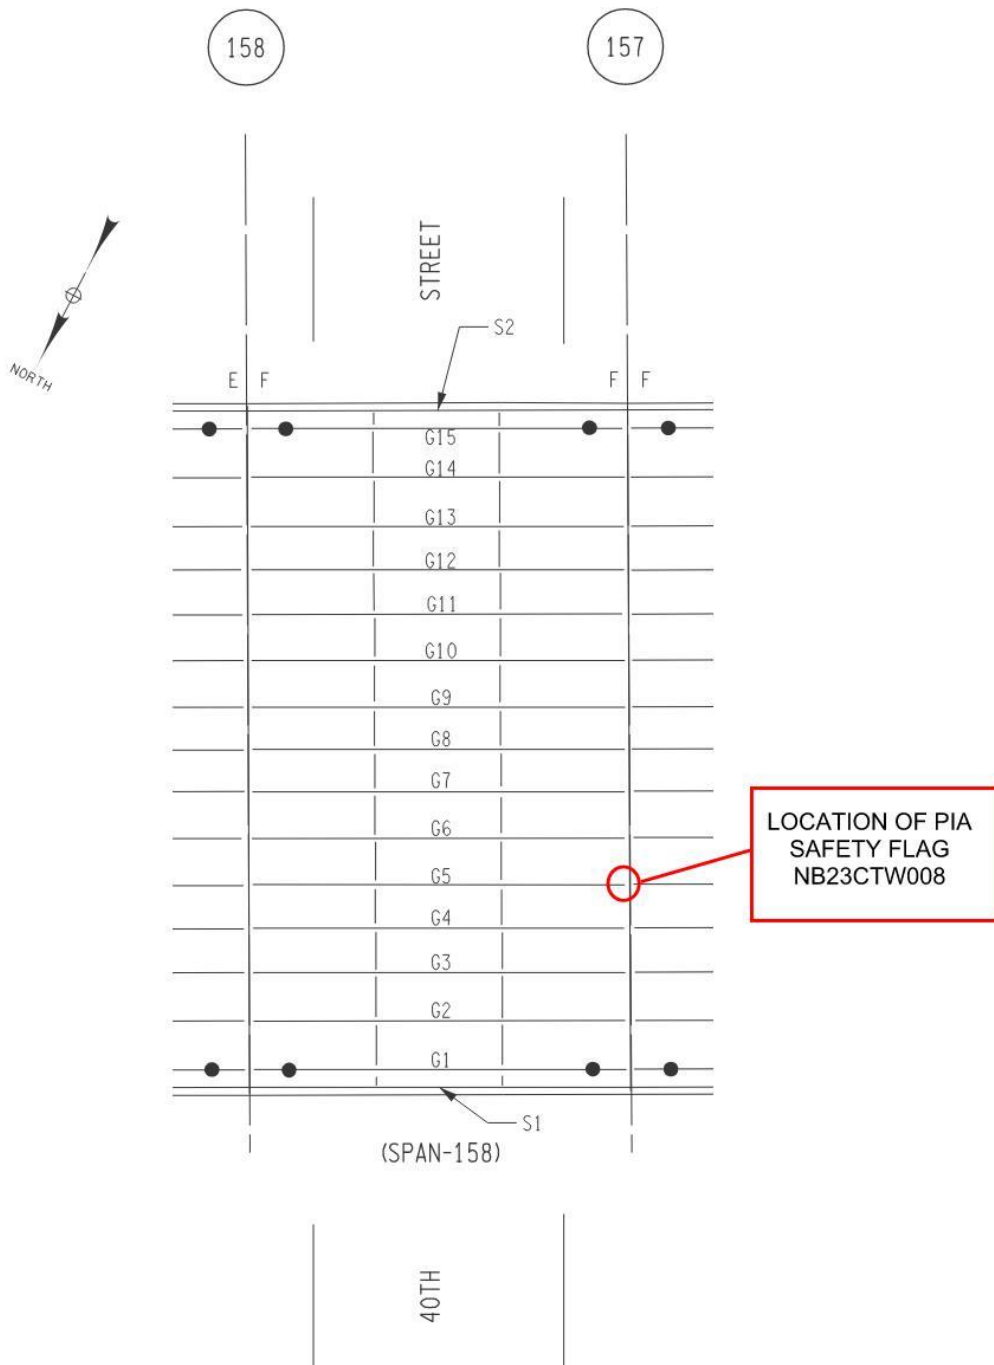 158
157
STREET
NORTH
S2
E F
F F
G15
G14
G13
G12
G11
G10
G9
G8
G7
G6
G5
G4
G3
G2
G1
LOCATION OF PIA
SAFETY FLAG
NB23CTW008
S1
(SPAN-158)
40TH